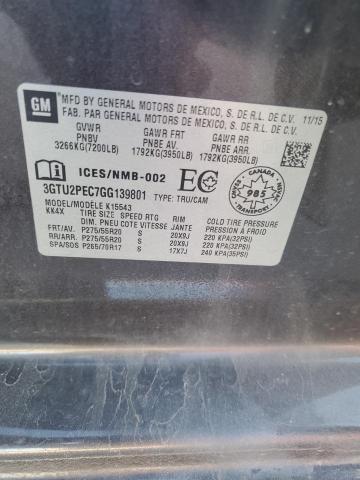 GM
MFD BY GENERAL MOTORS DE MEXICO, S. DE R.L. DE C.V. 11/15
FAB. PAR GENERAL MOTORS DE MEXICO, S. DE R.L. DE C.V.
GVWR GAWR FRT GAWR RR
PNBV PNBE AV PNBE ARR
3266KG(7200LB) 1792KG(3950LB) 1792KG(3950LB)
ICES/NMB-002 EC
CANADA
985
TRANSPEC
3GTU2PEC7GG139801 TYPE: TRU/CAM
MODEL/MODÈLE K15543
KK4X TIRE SIZE SPEED RTG RIM COLD TIRE PRESSURE
DIM. PNEU COTE VITESSE JANTE PRESSION À FROID
FRT/AV. P275/55R20 S 20X9J 220 KPA(32PSI)
RR/ARR. P275/55R20 S 20X9J 220 KPA(32PSI)
SPA/SOS P265/70R17 S 17X7J 240 KPA(35PSI)